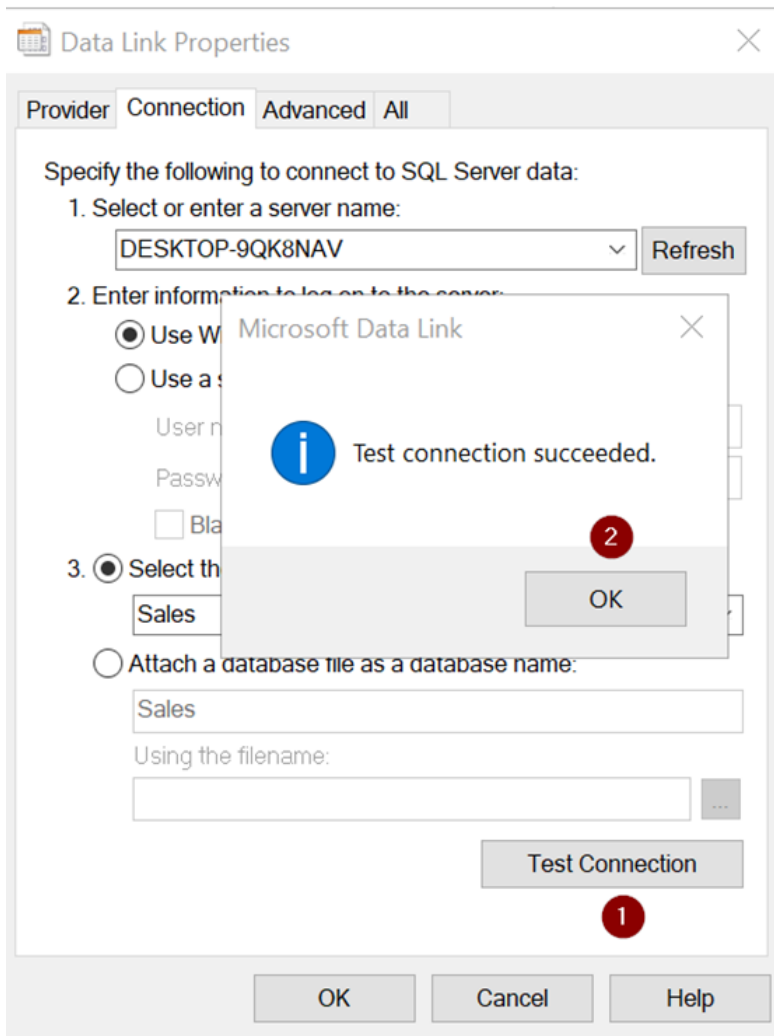 Data Link Properties
Provider Connection Advanced All
Specify the following to connect to SQL Server data:
1. Select or enter a server name:
DESKTOP-9QK8NAV Refresh
2. Enter information to log on to the server:
Use W
Use a s
User n
Passw
Bla
Microsoft Data Link
i
Test connection succeeded.
2
OK
3. Select th
Sales
Attach a database file as a database name:
Sales
Using the filename:
...
Test Connection
1
OK Cancel Help